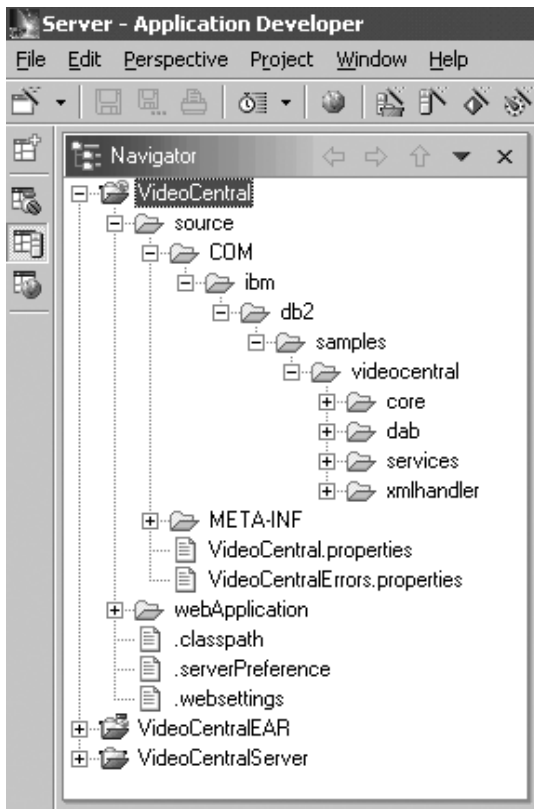 Server - Application Developer
File Edit Perspective Project Window Help
Navigator
VideoCentral
source
COM
ibm
db2
samples
videocentral
core
dab
services
xmlhandler
META-INF
VideoCentral.properties
VideoCentralErrors.properties
webApplication
.classpath
.serverPreference
.websettings
VideoCentralEAR
VideoCentralServer